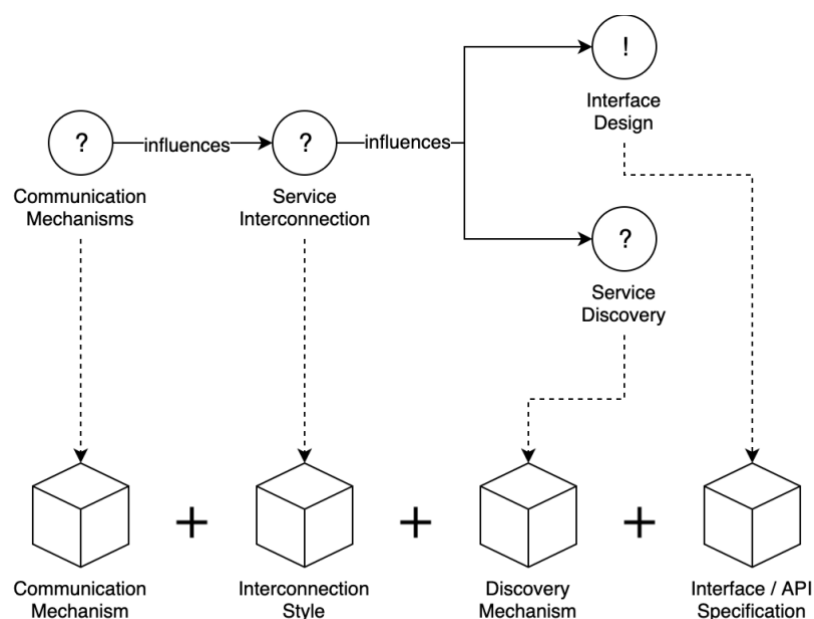 !
Interface
Design
?
influences
?
influences
Communication
Mechanisms
Service
Interconnection
?
Service
Discovery
+
+
+
Communication
Mechanism
Interconnection
Style
Discovery
Mechanism
Interface / API
Specification